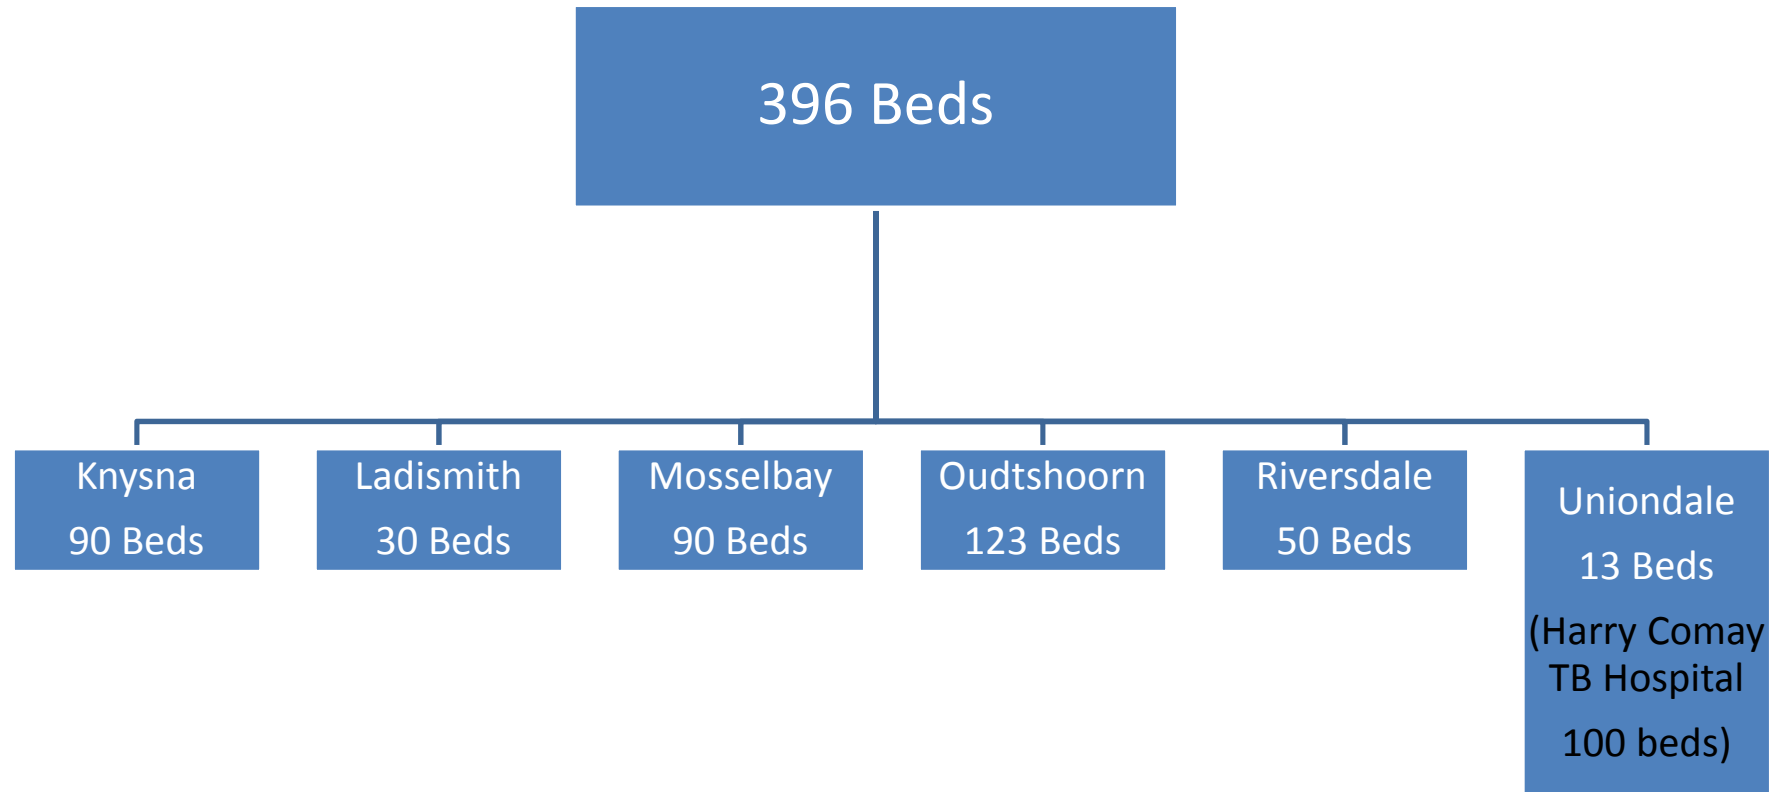 396 Beds
Knysna
90 Beds
Ladismith
30 Beds
Mosselbay
90 Beds
Oudtshoorn
123 Beds
Riversdale
50 Beds
Uniondale
13 Beds
(Harry Comay
TB Hospital
100 beds)